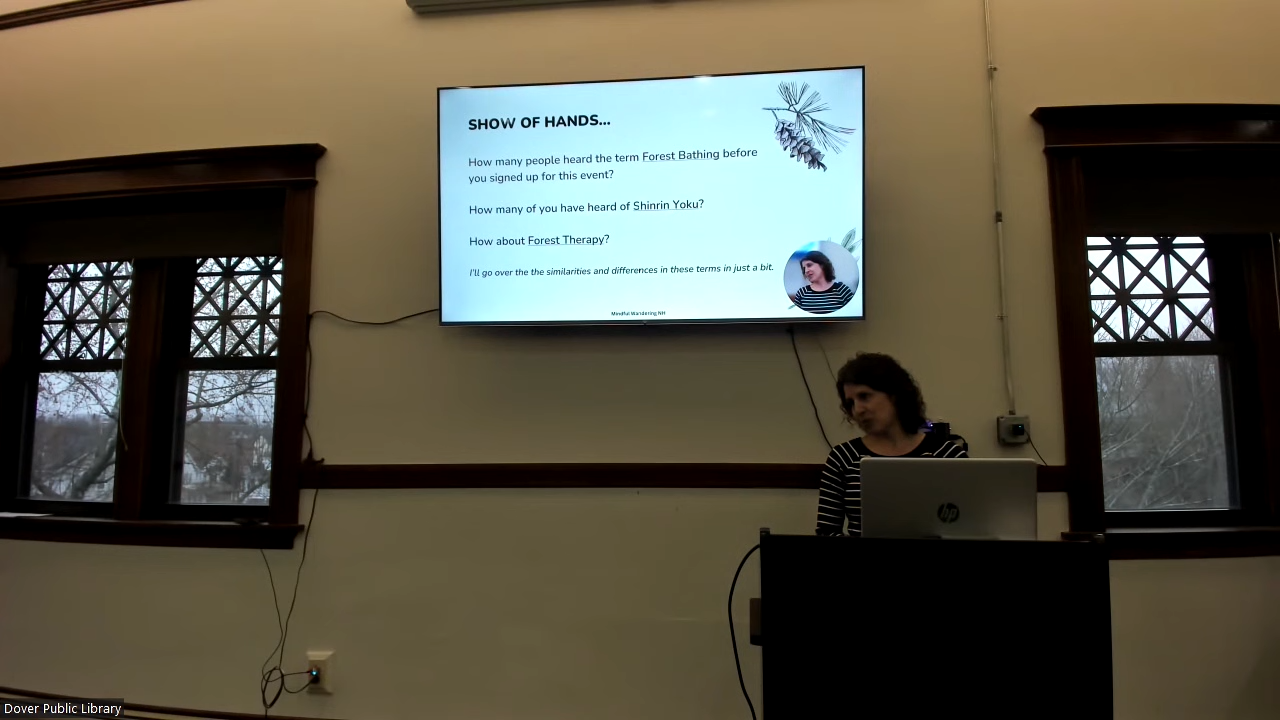 SHOW OF HANDS...
How many people heard the term Forest Bathing before
you signed up for this event?
How many of you have heard of Shinrin Yoku?
How about Forest Therapy?
I'll go over the the similarities and differences in these terms in just a bit.
Mindful Wandering NH
hp
Dover Public Library